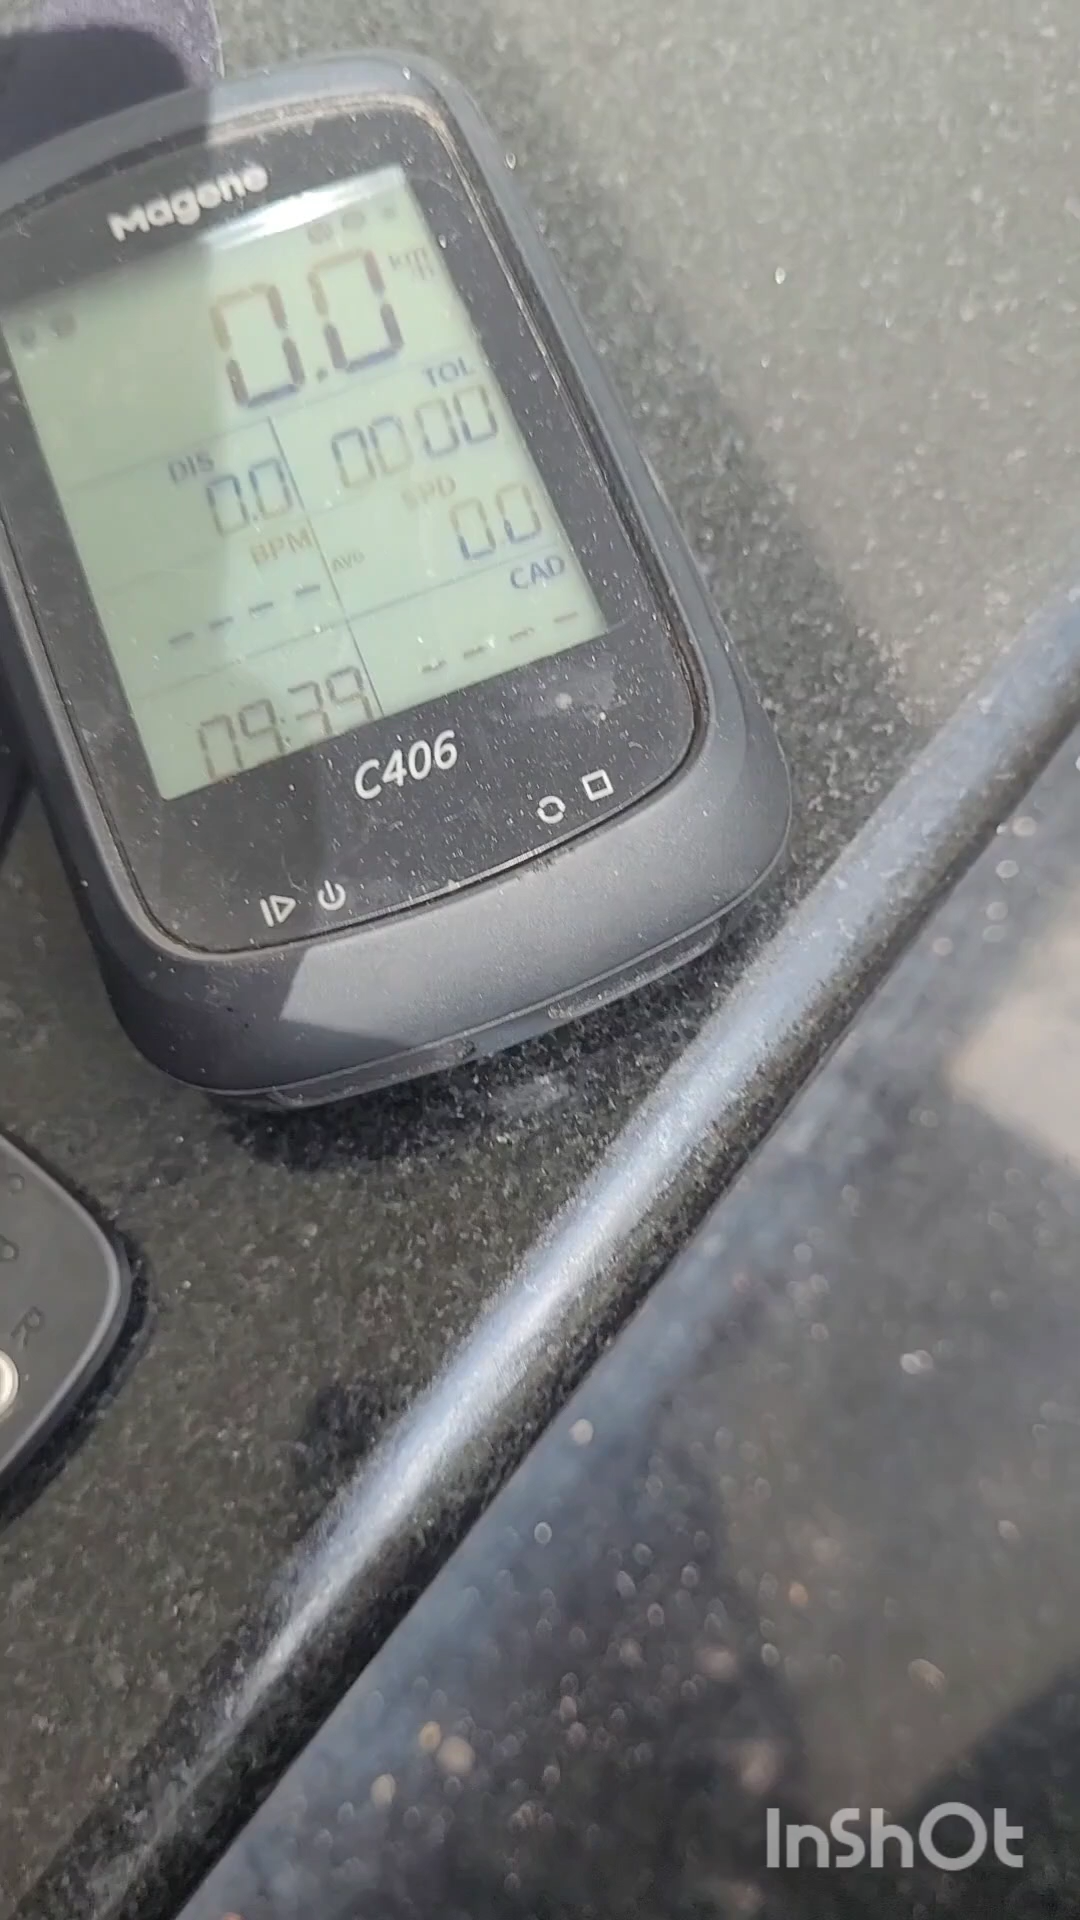 Magene
0.0 km/h
TOL
DIS
00:00
0.0
SPD
BPM
AVG 0.0
CAD
- - - -
- - - -
09:39
C406
R
InShOt